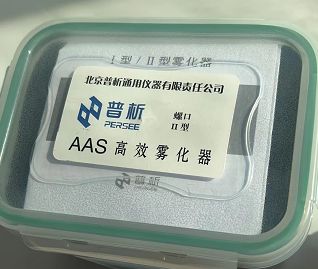 I型/II型雾化器
北京普析通用仪器有限责任公司
普析
PERSEE
螺口
II型
AAS 高效雾化器
普析